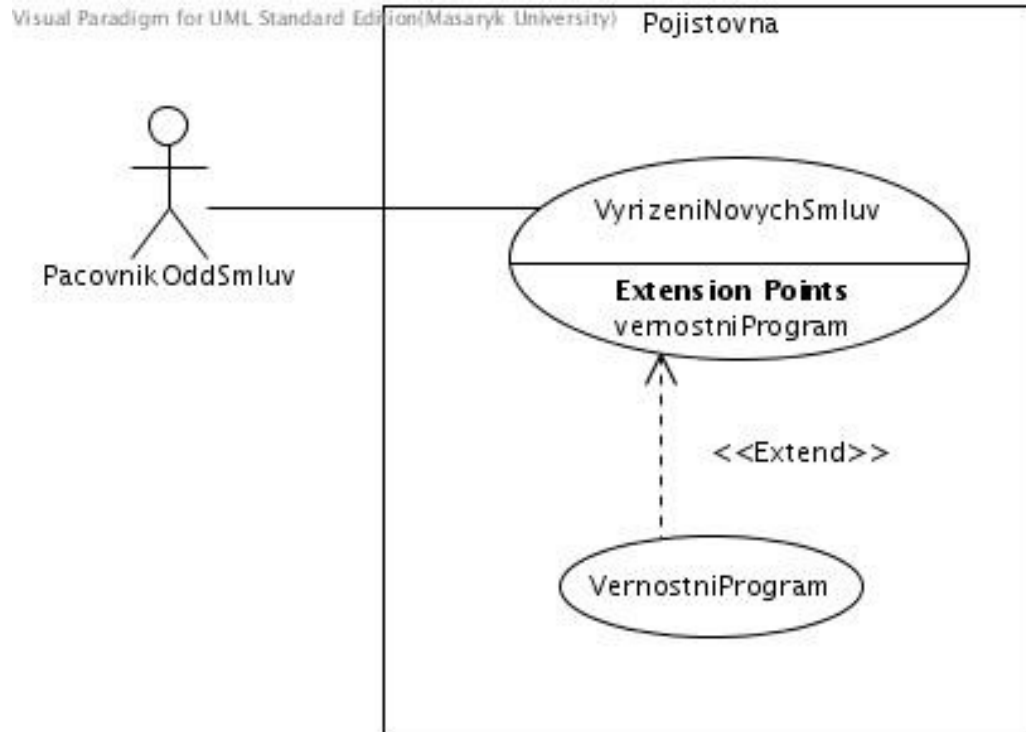 Visual Paradigm for UML Standard Edition(Masaryk University)
Pojistovna
VyrizeniNovychSmluv
PacovnikOddSmluv
Extension Points
vernostniProgram
<<Extend>>
VernostniProgram